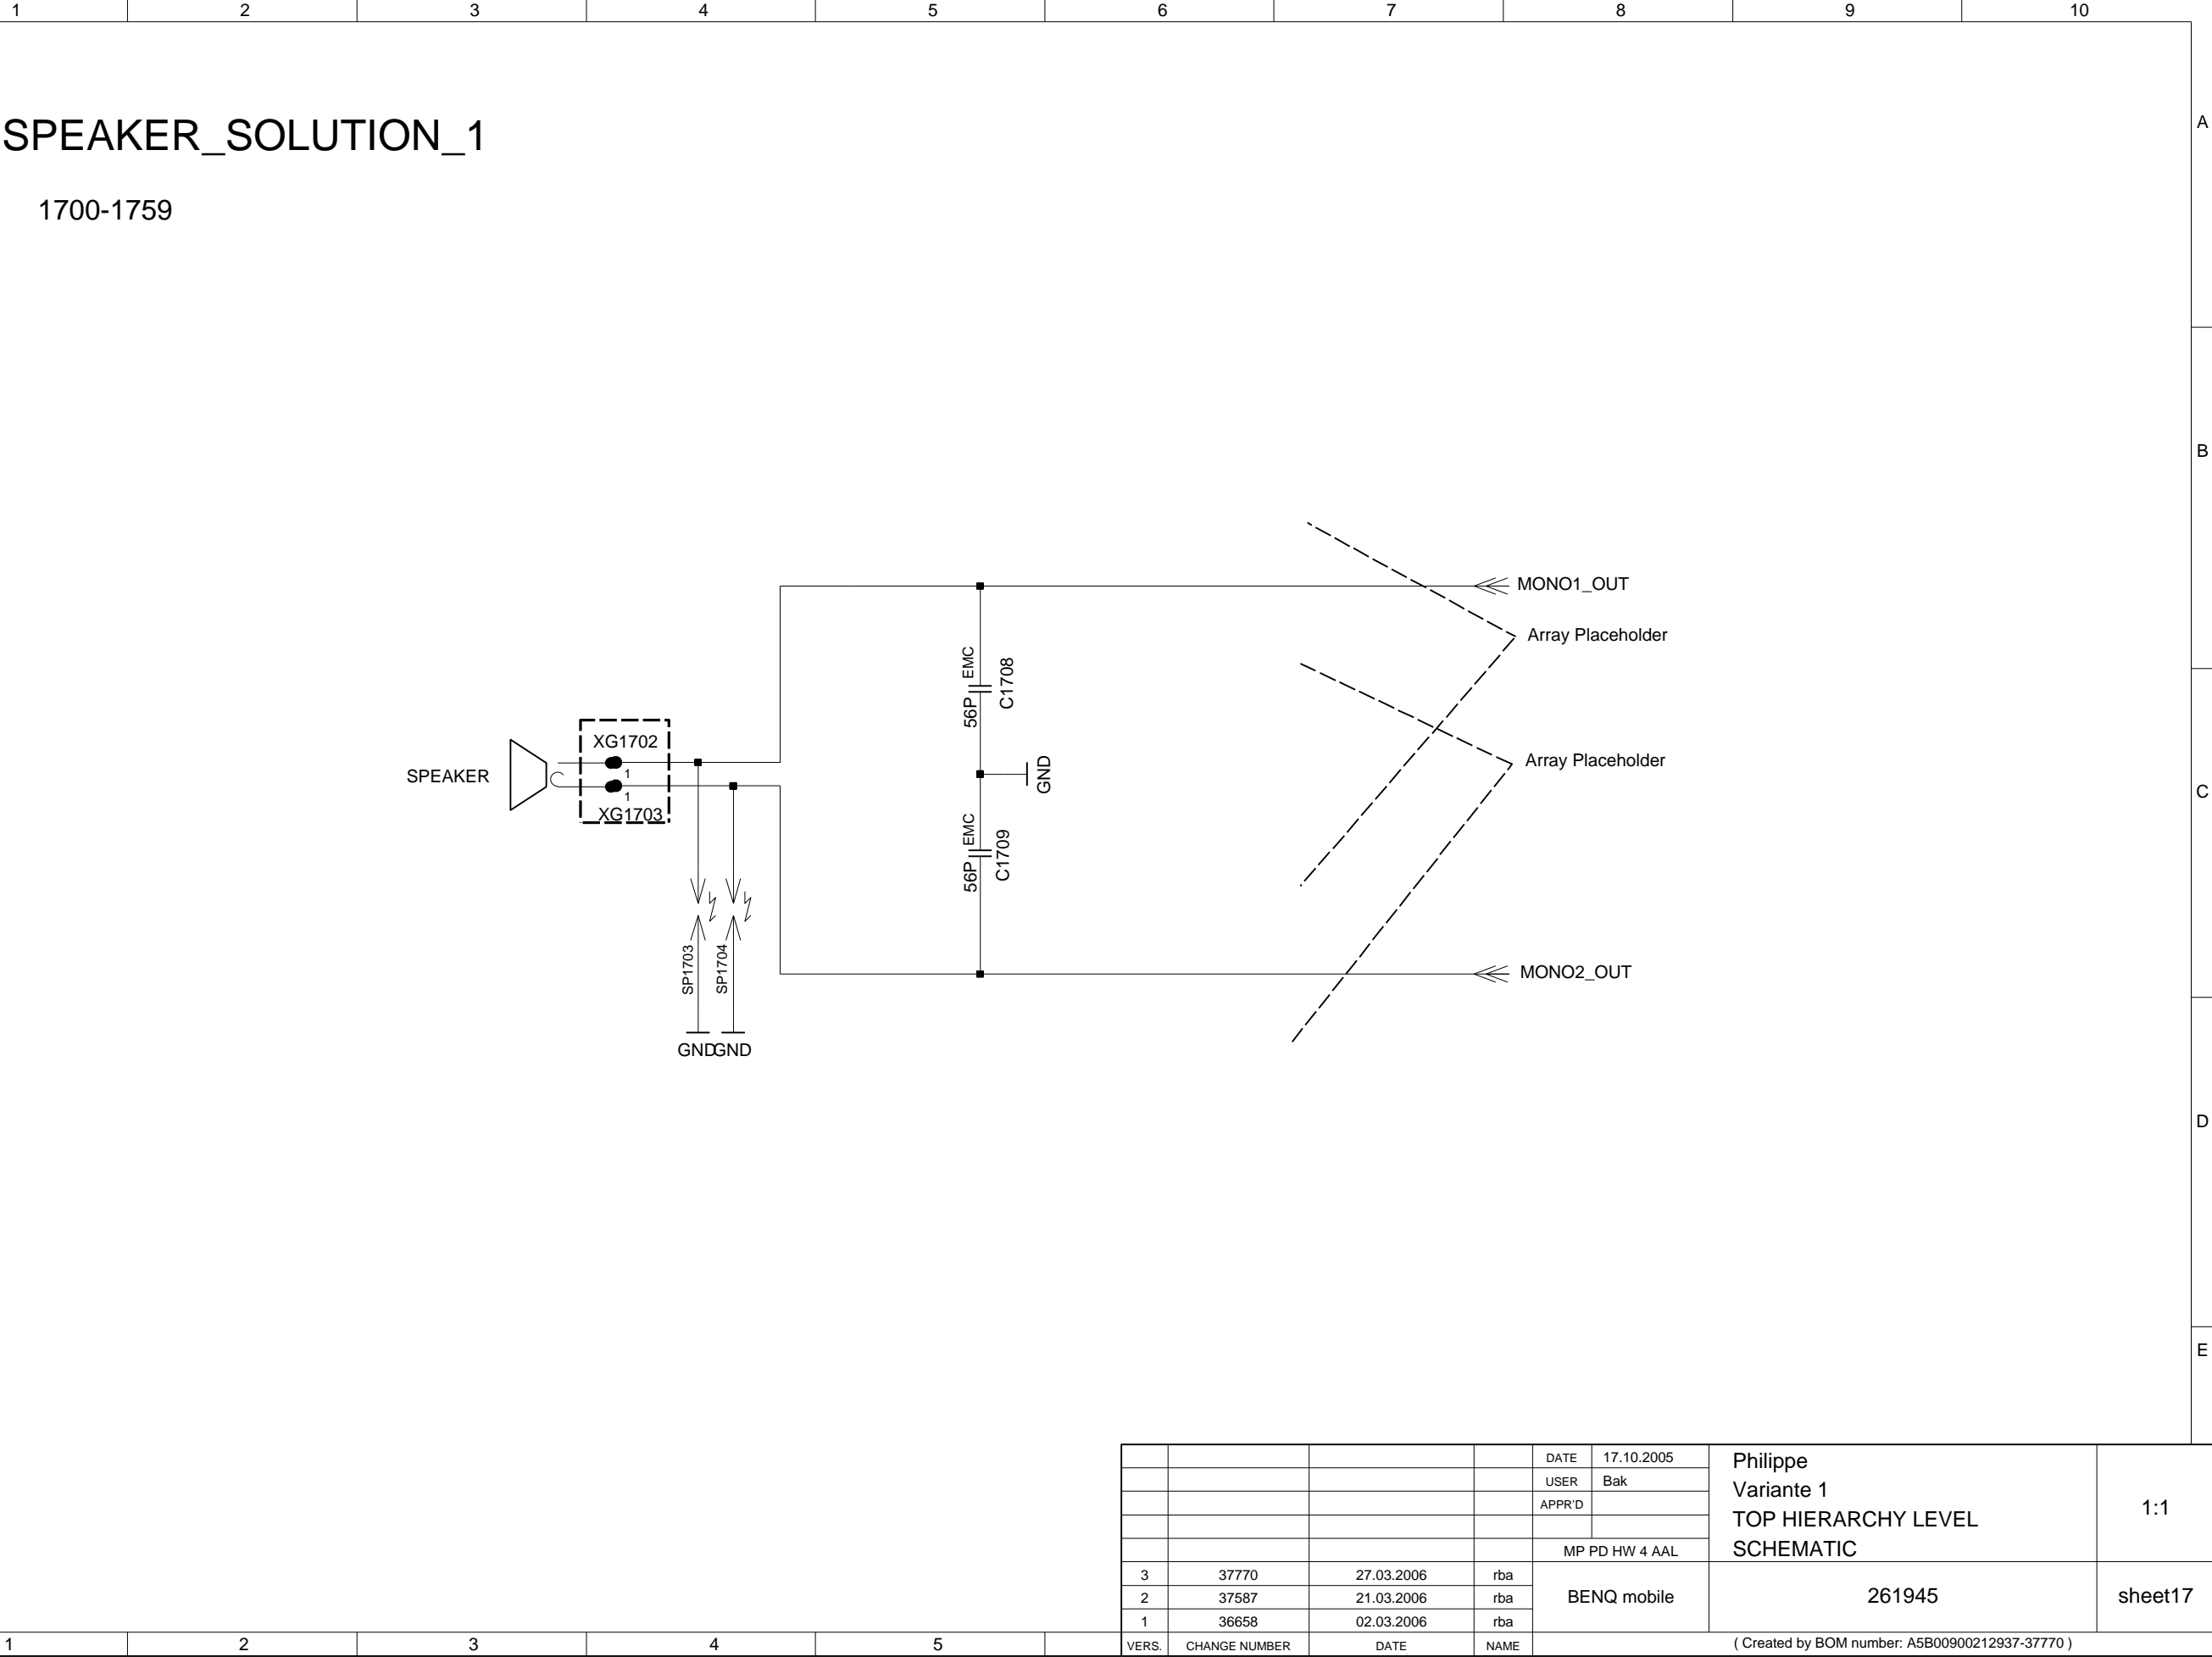 1 2 3 4 5 6 7 8 9 10
SPEAKER_SOLUTION_1
1700-1759
A
B
C
D
E
MONO1_OUT
Array Placeholder
EMC
56P
C1708
XG1702
SPEAKER
1
1
XG1703
GND
Array Placeholder
EMC
56P
C1709
SP1703
SP1704
MONO2_OUT
GND
GND
DATE 17.10.2005
USER Bak
APPR'D
MP PD HW 4 AAL
Philippe
Variante 1
TOP HIERARCHY LEVEL
SCHEMATIC
1:1
3 37770 27.03.2006 rba
2 37587 21.03.2006 rba
1 36658 02.03.2006 rba
VERS. CHANGE NUMBER DATE NAME
BENQ mobile
261945
sheet17
( Created by BOM number: A5B00900212937-37770 )
1 2 3 4 5